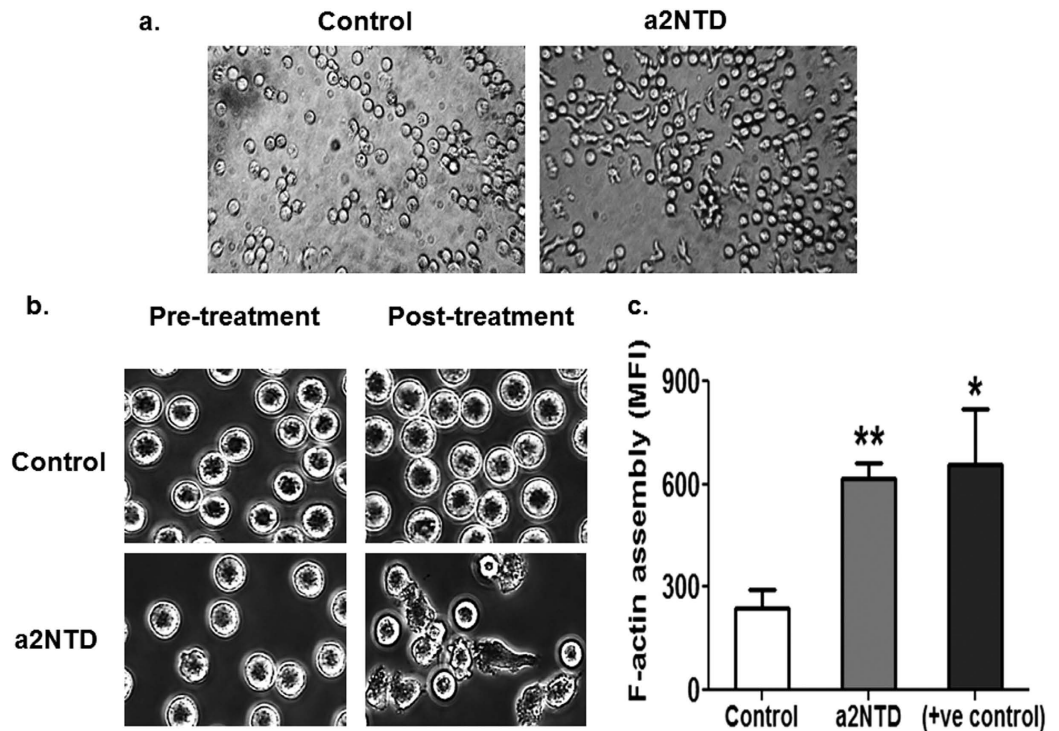 a.
Control a2NTD
b.
Pre-treatment Post-treatment
Control
a2NTD
c.
F-actin assembly (MFI)
900
600
300
0
**
*
Control a2NTD (+ve control)